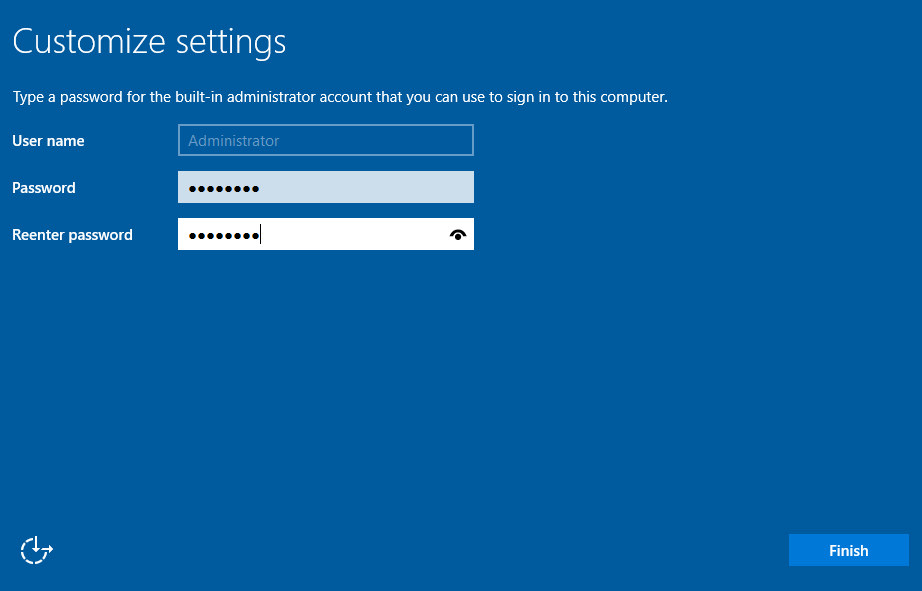 Customize settings
Type a password for the built-in administrator account that you can use to sign in to this computer.
User name
Administrator
Password
●●●●●●●●
Reenter password
●●●●●●●●
Finish